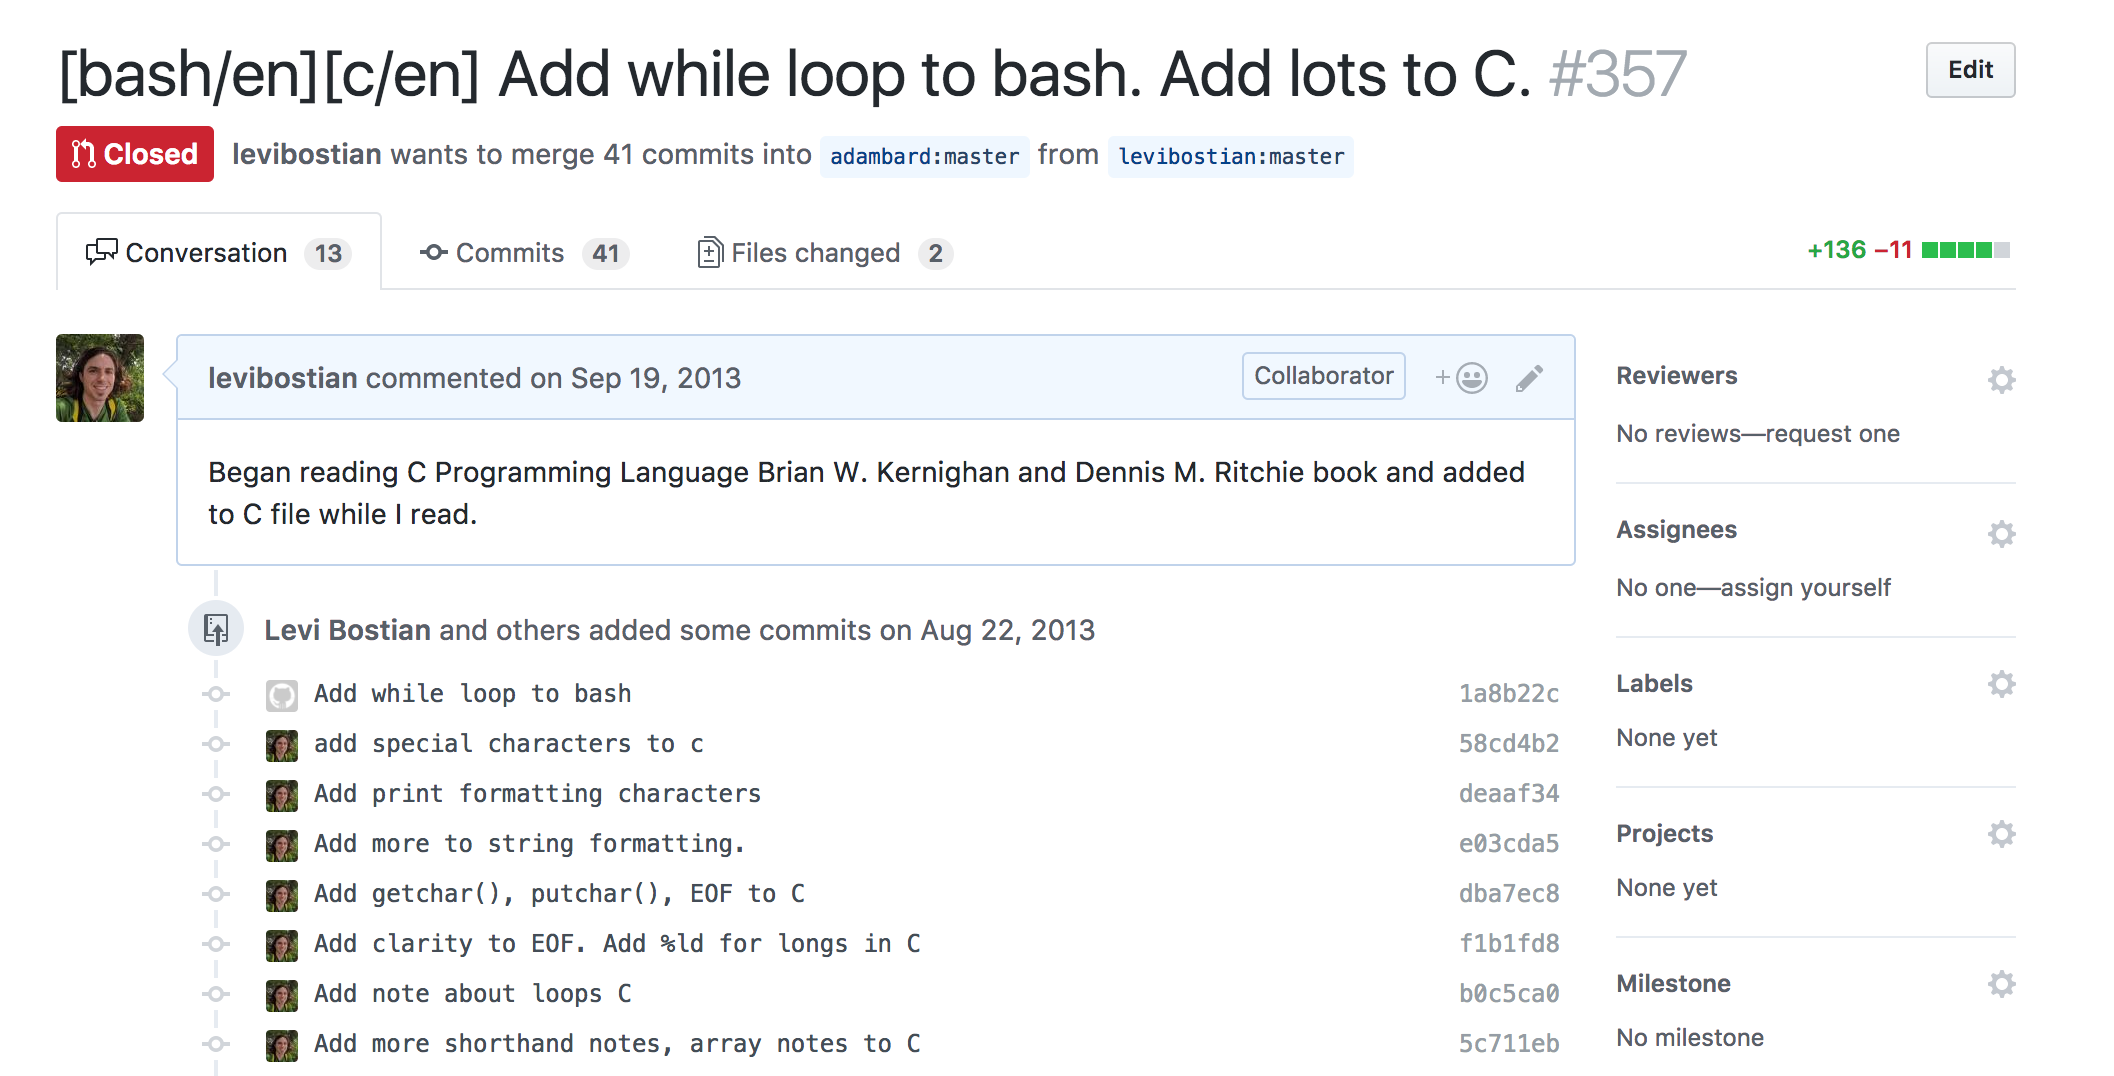 [bash/en][c/en] Add while loop to bash. Add lots to C. #357
Edit
Closed
levibostian wants to merge 41 commits into adambard:master from levibostian:master
Conversation 13
Commits 41
Files changed 2
+136 −11
levibostian commented on Sep 19, 2013
Collaborator
+
Began reading C Programming Language Brian W. Kernighan and Dennis M. Ritchie book and added
to C file while I read.
Levi Bostian and others added some commits on Aug 22, 2013
Add while loop to bash 1a8b22c
add special characters to c 58cd4b2
Add print formatting characters deaaf34
Add more to string formatting. e03cda5
Add getchar(), putchar(), EOF to C dba7ec8
Add clarity to EOF. Add %ld for longs in C f1b1fd8
Add note about loops C b0c5ca0
Add more shorthand notes, array notes to C 5c711eb
Reviewers
No reviews—request one
Assignees
No one—assign yourself
Labels
None yet
Projects
None yet
Milestone
No milestone